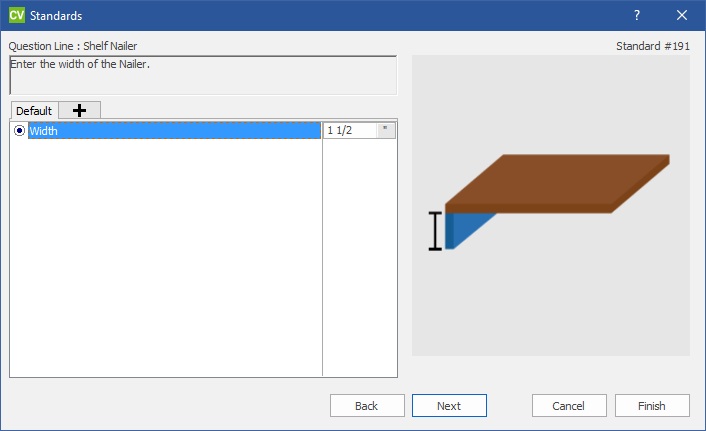 CV Standards ?
Question Line : Shelf Nailer Standard #191
Enter the width of the Nailer.
Default
Width 1 1/2 "
Back Next Cancel Finish